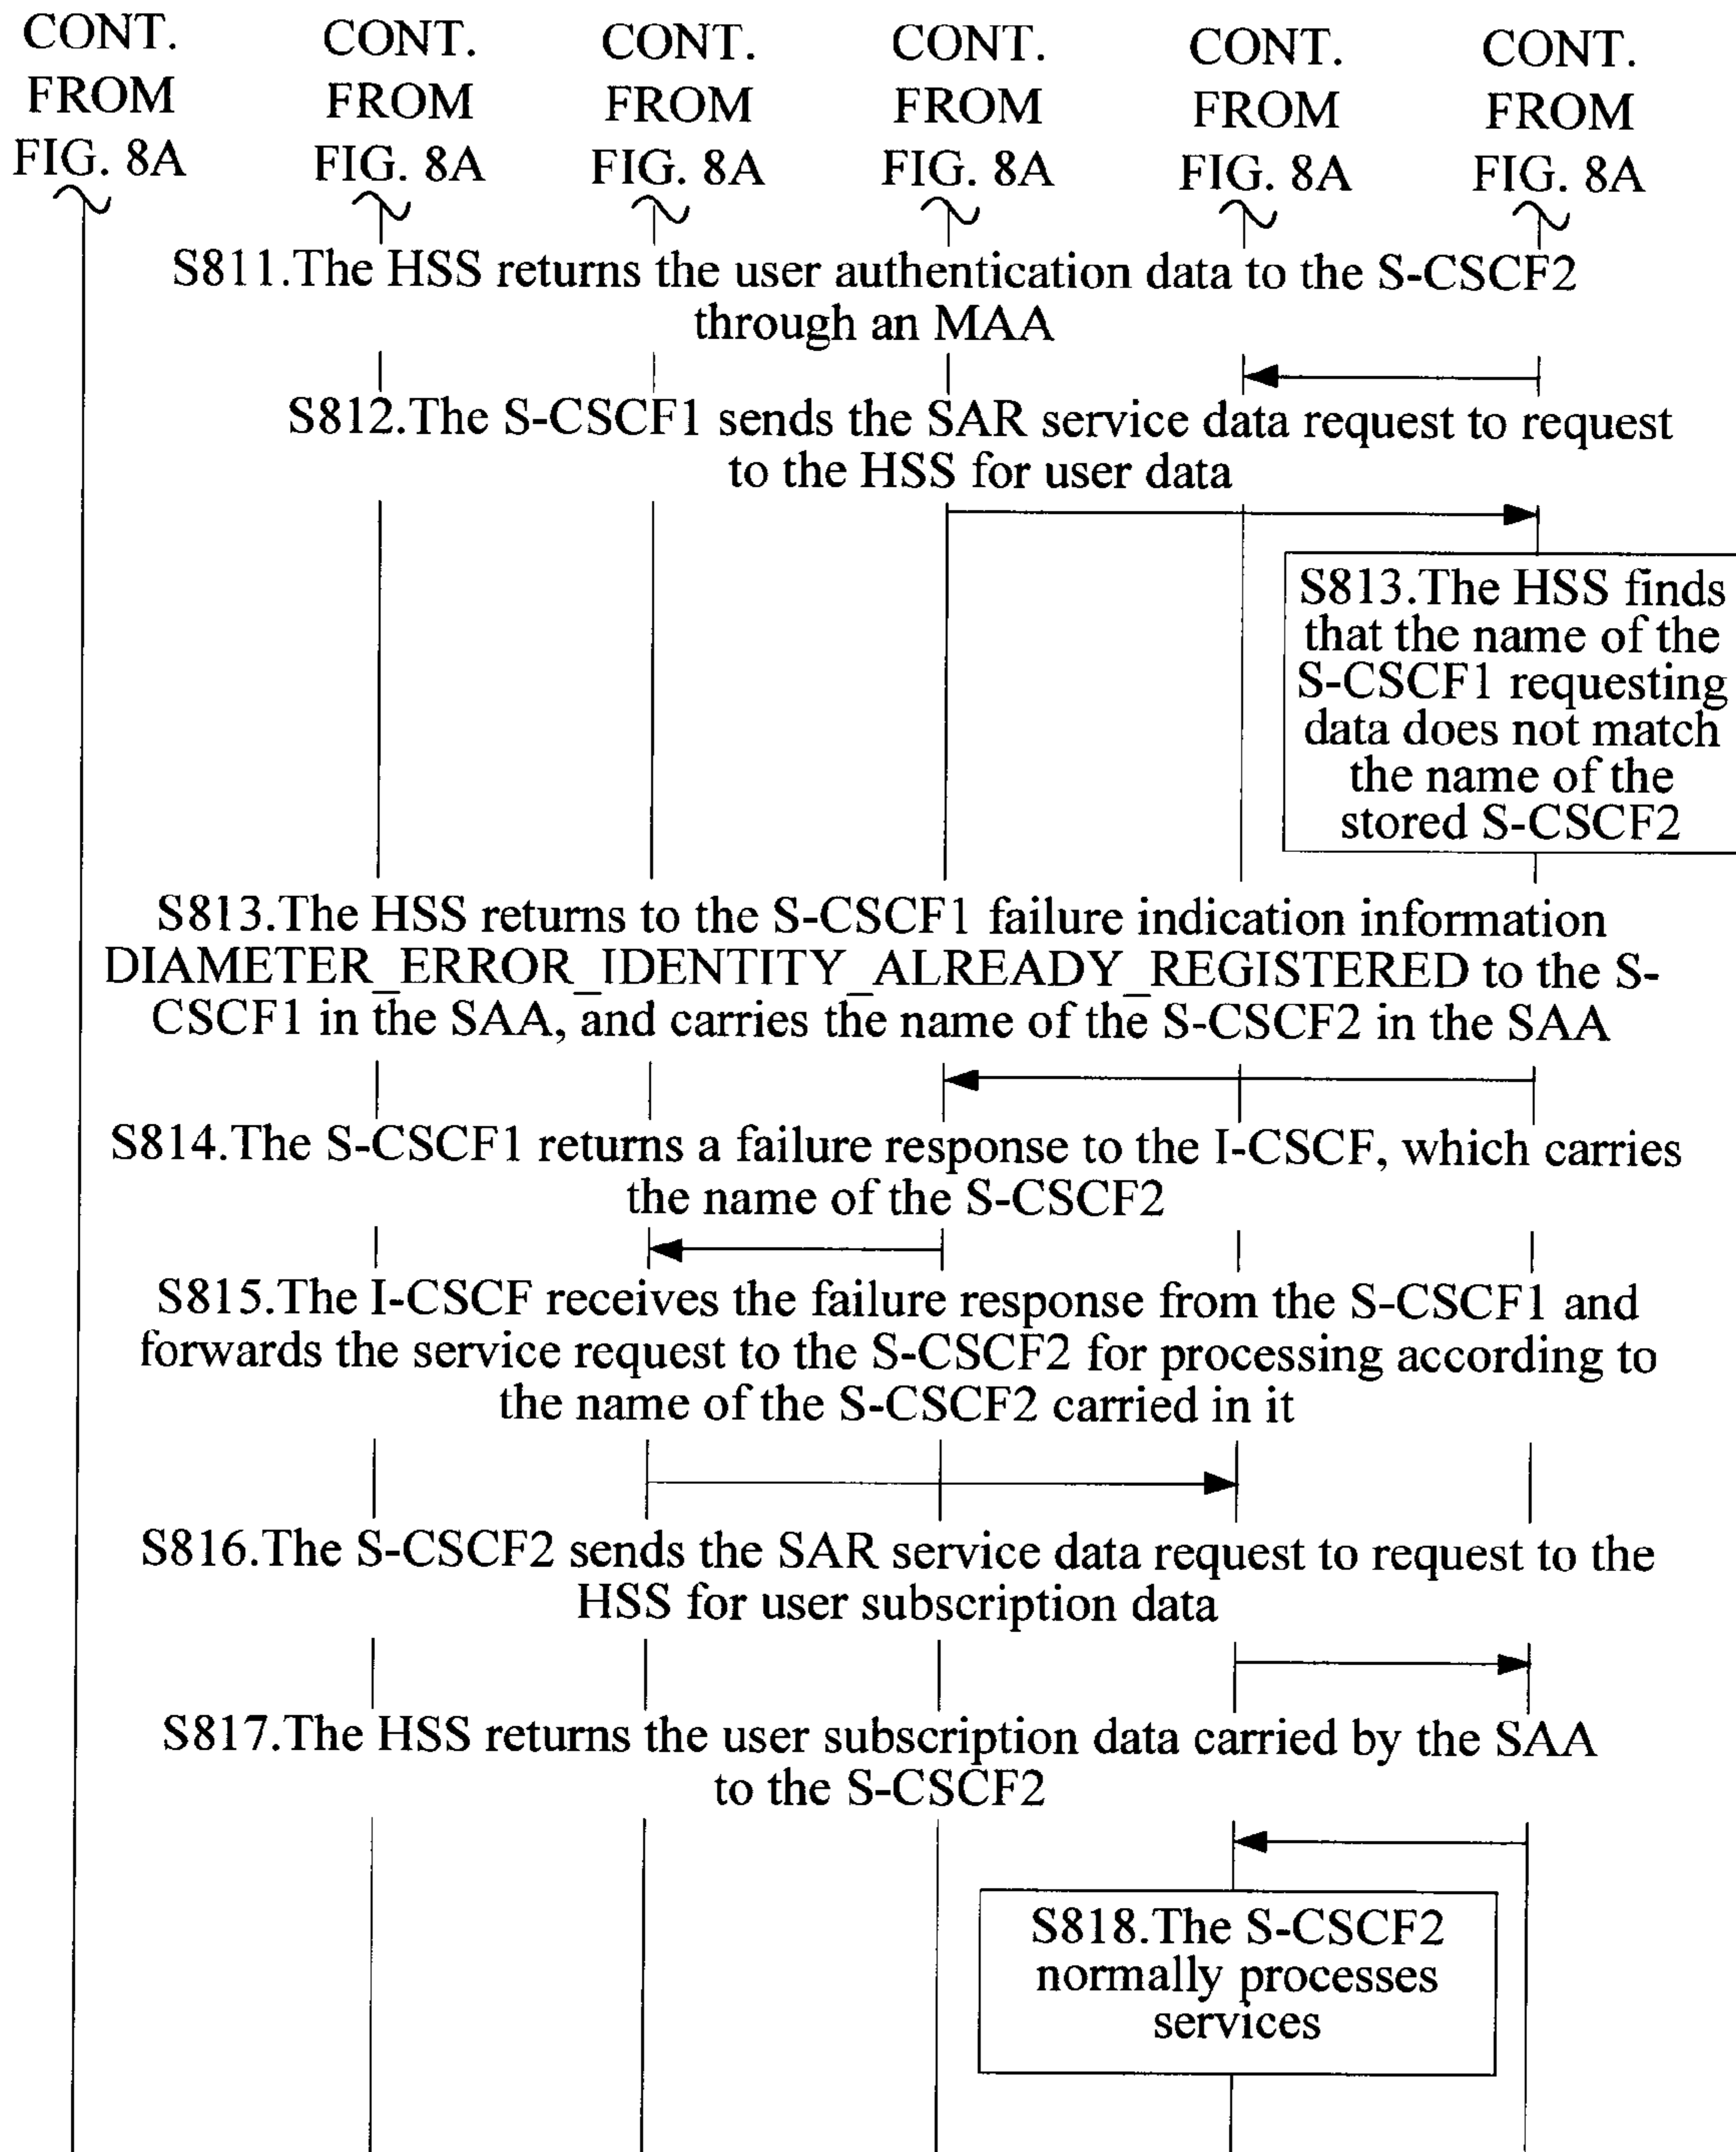 CONT. CONT. CONT. CONT. CONT. CONT.
FROM FROM FROM FROM FROM FROM
FIG. 8A FIG. 8A FIG. 8A FIG. 8A FIG. 8A FIG. 8A
S811.The HSS returns the user authentication data to the S-CSCF2
through an MAA
S812.The S-CSCF1 sends the SAR service data request to request
to the HSS for user data
S813.The HSS finds
that the name of the
S-CSCF1 requesting
data does not match
the name of the
stored S-CSCF2
S813.The HSS returns to the S-CSCF1 failure indication information
DIAMETER_ERROR_IDENTITY_ALREADY_REGISTERED to the S-
CSCF1 in the SAA, and carries the name of the S-CSCF2 in the SAA
S814.The S-CSCF1 returns a failure response to the I-CSCF, which carries
the name of the S-CSCF2
S815.The I-CSCF receives the failure response from the S-CSCF1 and
forwards the service request to the S-CSCF2 for processing according to
the name of the S-CSCF2 carried in it
S816.The S-CSCF2 sends the SAR service data request to request to the
HSS for user subscription data
S817.The HSS returns the user subscription data carried by the SAA
to the S-CSCF2
S818.The S-CSCF2
normally processes
services